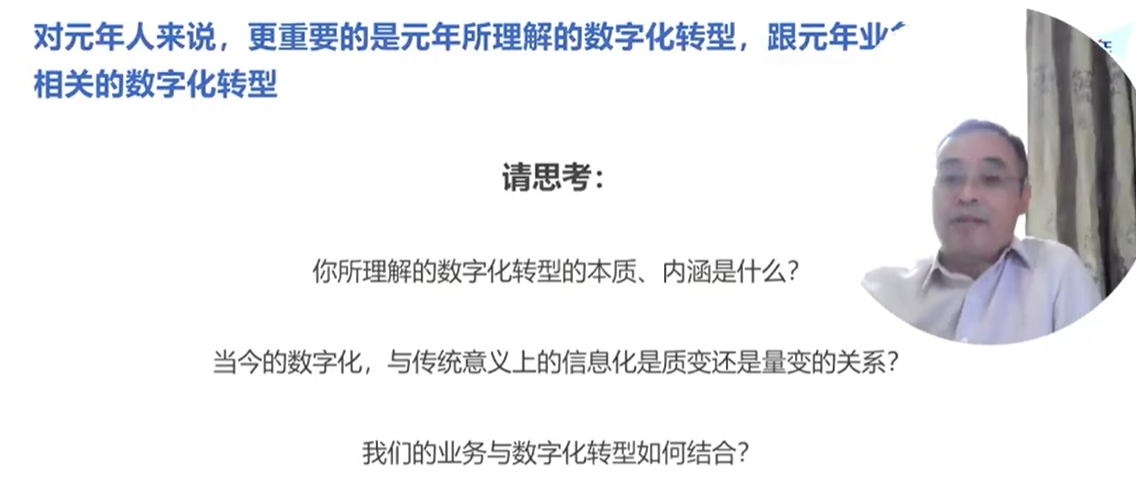 对元年人来说，更重要的是元年所理解的数字化转型，跟元年业
相关的数字化转型
请思考：
你所理解的数字化转型的本质、内涵是什么？
当今的数字化，与传统意义上的信息化是质变还是量变的关系？
我们的业务与数字化转型如何结合？